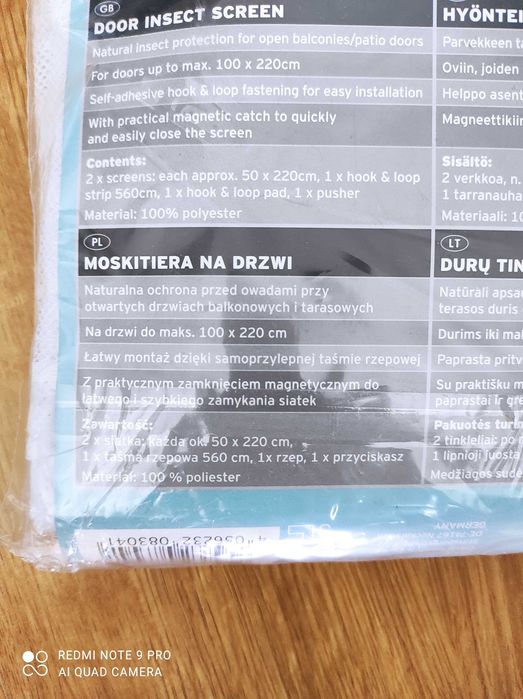 GB
DOOR INSECT SCREEN
Natural insect protection for open balconies/patio doors
For doors up to max. 100 x 220cm
Self-adhesive hook & loop fastening for easy installation
With practical magnetic catch to quickly
and easily close the screen
Contents:
2 x screens: each approx. 50 x 220cm, 1 x hook & loop
strip 560cm, 1 x hook & loop pad, 1 x pusher
Material: 100% polyester
HYÖNTEI
Parvekkeen ta
Oviin, joiden
Helppo asent
Magneettikiin
Sisältö:
2 verkkoa, n.
1 tarranauha
Materiaali: 10
PL
MOSKITIERA NA DRZWI
Naturalna ochrona przed owadami przy
otwartych drzwiach balkonowych i tarasowych
Na drzwi do maks. 100 x 220 cm
Łatwy montaż dzięki samoprzylepnej taśmie rzepowej
Z praktycznym zamknięciem magnetycznym do
łatwego i szybkiego zamykania siatek
Zawartość:
2 x siatka; każda ok. 50 x 220 cm,
1 x taśmą rzepowa 560 cm, 1x rzep, 1 x przyciskasz
Materiał: 100 % poliester
LT
DURŲ TIN
Natūrali apsau
terasos duris
Durims iki mak
Paprasta pritv
Su praktišku m
paprastai ir gre
Pakuotės turin
2 tinkleliai: po
1 lipnioji juosta
Medžiagos sudė
4 056232 083041
GERMANY
REDMI NOTE 9 PRO
AI QUAD CAMERA